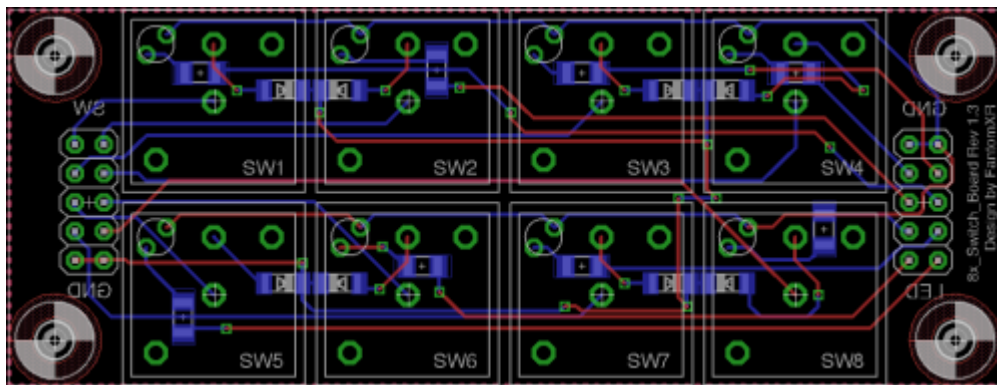 SW
GND
SW1
SW2
SW3
SW4
8x_Switch_Board Rev 1.3
Design by FantomXR
GND
SW5
SW6
SW7
SW8
LED